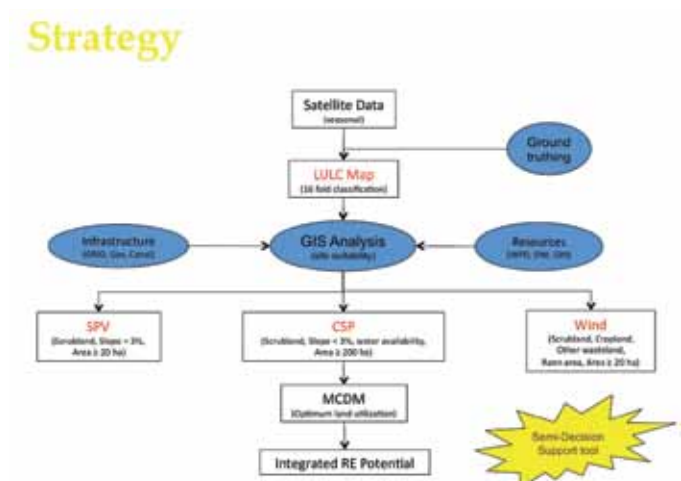 Strategy
Satellite Data
(seasonal)
Ground
truthing
LULC Map
(16 fold classification)
Infrastructure
(GRID, Gas, Canal)
GIS Analysis
(site suitability)
Resources
SPV
(Scrubland, Slope < 3%,
Area ≥ 20 ha)
CSP
(Scrubland, Slope < 3%, water availability,
Area ≥ 200 ha)
Wind
(Scrubland, Cropland,
Other wasteland,
Rann area, Area ≥ 20 ha)
MCDM
(Optimum land utilization)
Integrated RE Potential
Semi-Decision
Support tool